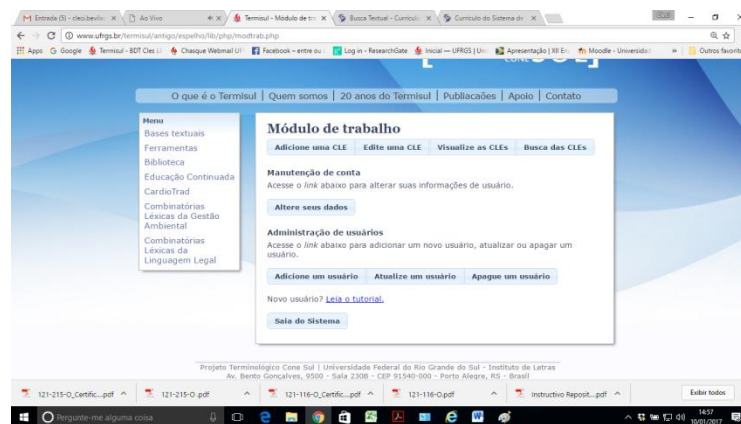 Entrada (5) - cleci.bevilac
Ao Vivo
Termisul - Módulo de tra
Busca Textual - Currículo
Currículo do Sistema de
www.ufrgs.br/termisul/antigo/espelho/lib/php/modtrab.php
Apps
Google
Termisul - BDT Cles Li
Chasque Webmail UF
Facebook - entre ou
Log in - ResearchGate
Inicial — UFRGS | Uni
Apresentação | XII En
Moodle - Universidad
Outros favoritos
CONE
O que é o Termisul | Quem somos | 20 anos do Termisul | Publiacaões | Apoio | Contato
Menu
Bases textuais
Ferramentas
Biblioteca
Educação Continuada
CardioTrad
Combinatórias
Léxicas da Gestão
Ambiental
Combinatórias
Léxicas da
Linguagem Legal
Módulo de trabalho
Adicione uma CLE Edite uma CLE Visualize as CLEs Busca das CLEs
Manutenção de conta
Acesse o link abaixo para alterar suas informações de usuário.
Altere seus dados
Administração de usuários
Acesse o link abaixo para adicionar um novo usuário, atualizar ou apagar um
usuário.
Adicione um usuário Atualize um usuário Apague um usuário
Novo usuário? Leia o tutorial.
Saia do Sistema
Projeto Terminológico Cone Sul | Universidade Federal do Rio Grande do Sul - Instituto de Letras
Av. Bento Gonçalves, 9500 - Sala 230B - CEP 91540-000 - Porto Alegre, RS - Brasil
121-215-O_Certific....pdf
121-215-O.pdf
121-116-O_Certific....pdf
121-116-O.pdf
Instructivo Reposit....pdf
Exibir todos
Pergunte-me alguma coisa
14:57
10/01/2017